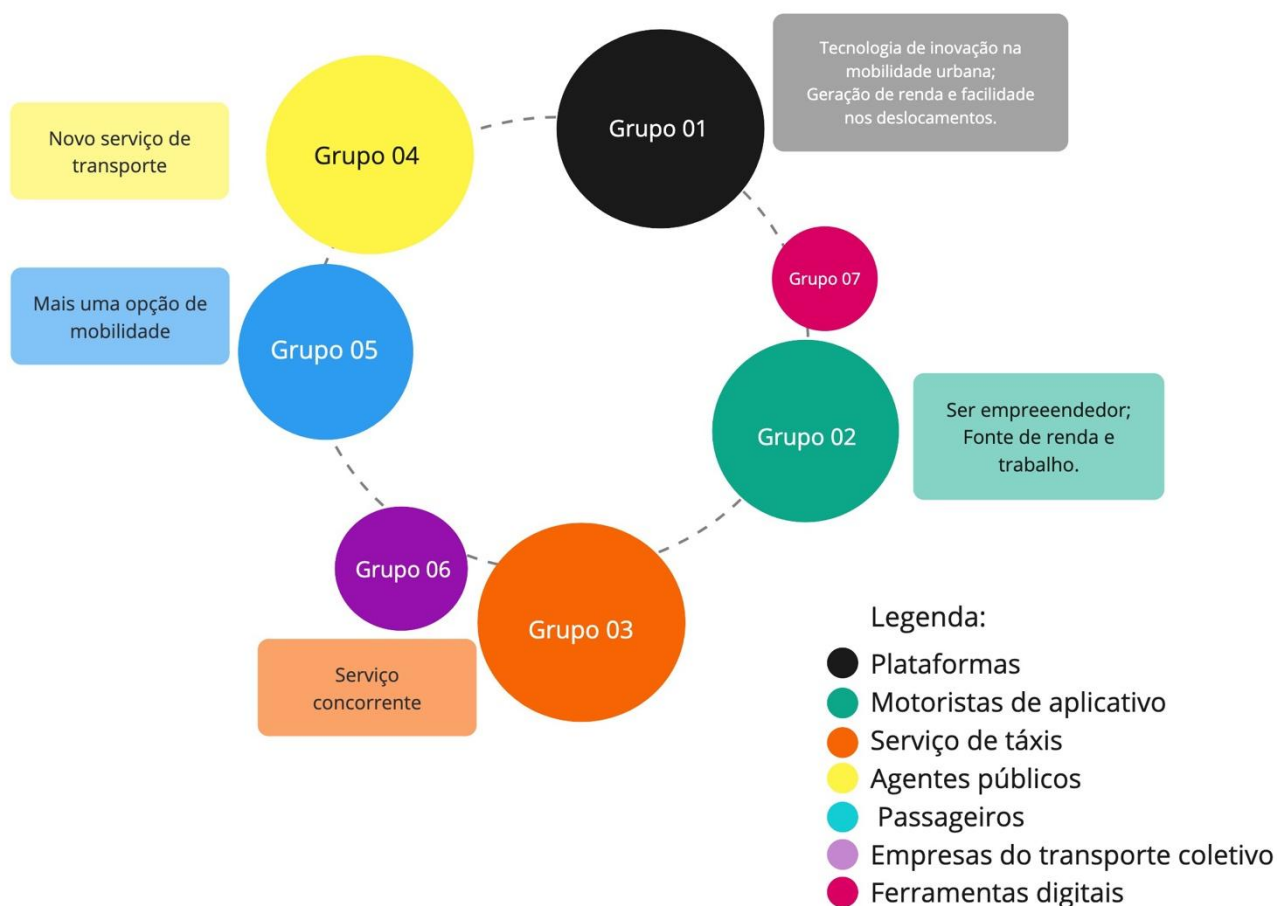 Tecnologia de inovação na
mobilidade urbana;
Geração de renda e facilidade
nos deslocamentos.
Grupo 01
Grupo 04
Novo serviço de
transporte
Grupo 07
Mais uma opção de
mobilidade
Grupo 05
Grupo 02
Ser empreeendedor;
Fonte de renda e
trabalho.
Grupo 06
Grupo 03
Serviço
concorrente
Legenda:
Plataformas
Motoristas de aplicativo
Serviço de táxis
Agentes públicos
Passageiros
Empresas do transporte coletivo
Ferramentas digitais